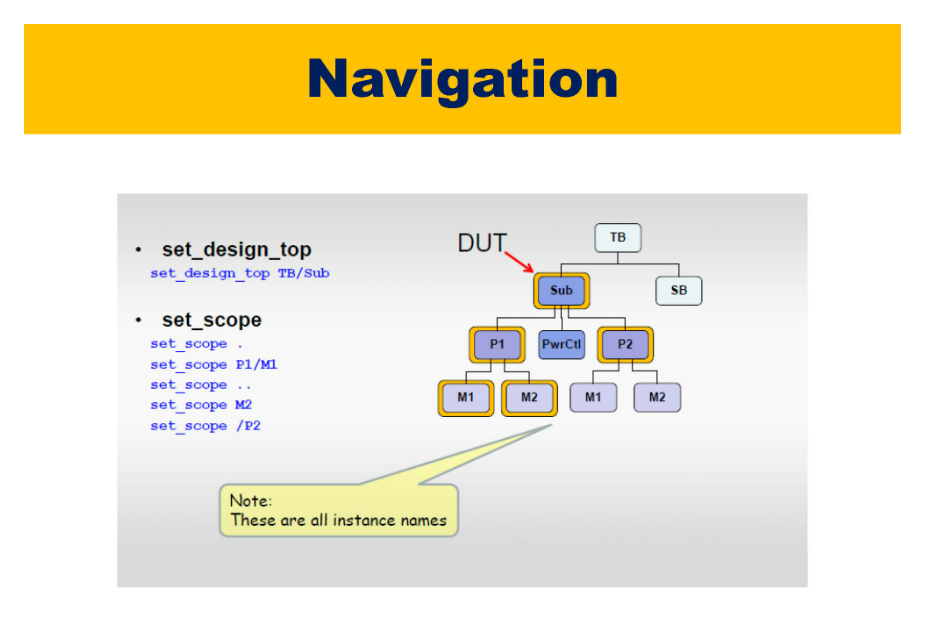 Navigation
• set_design_top
set_design_top TB/Sub
• set_scope
set_scope .
set_scope P1/M1
set_scope ..
set_scope M2
set_scope /P2
DUT
TB
Sub
SB
P1
PwrCtl
P2
M1
M2
M1
M2
Note:
These are all instance names